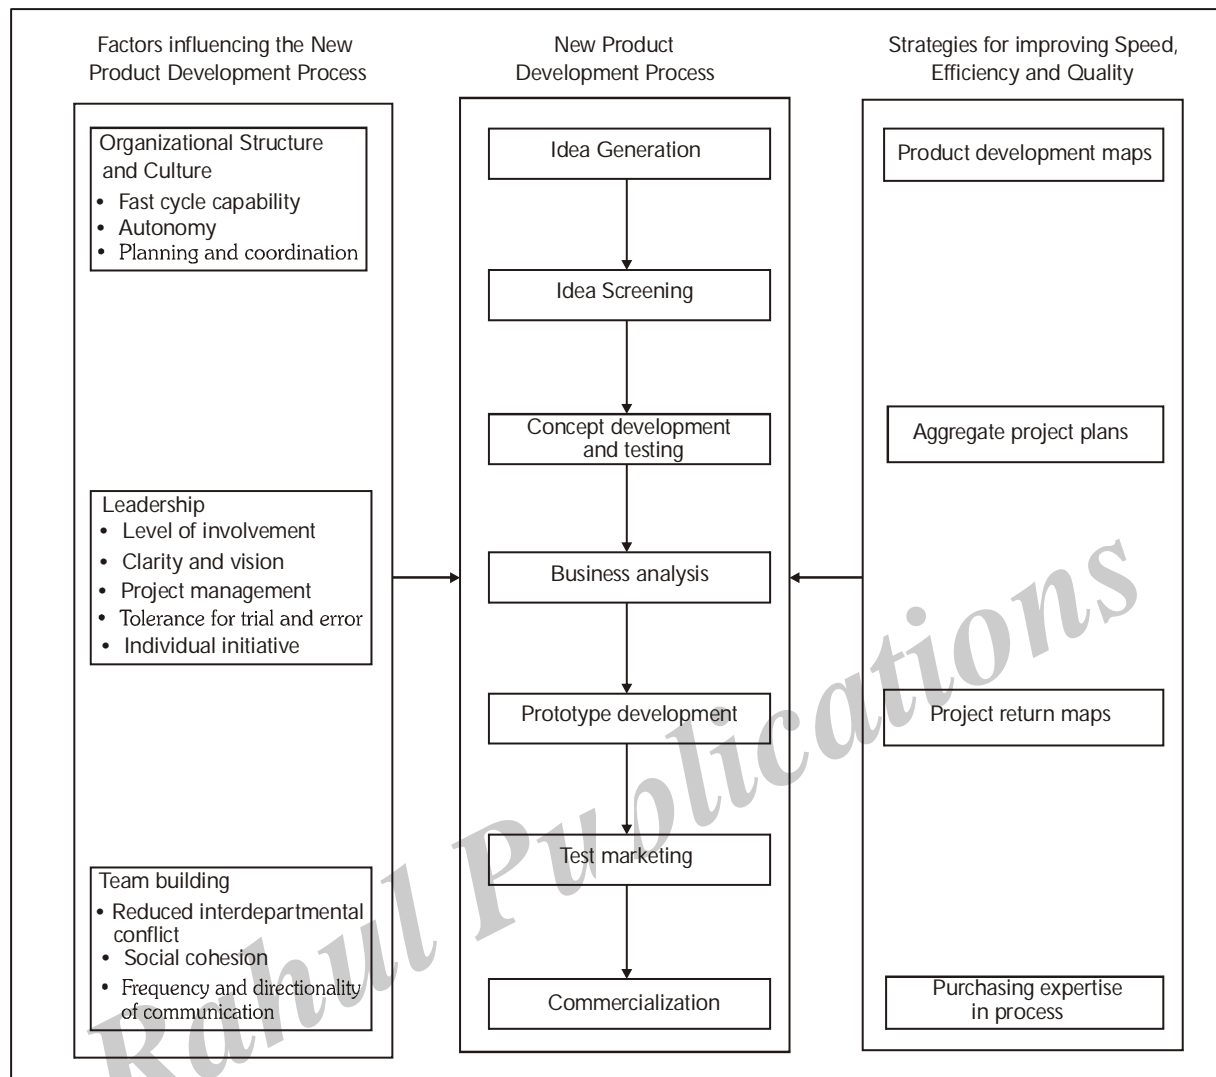 Factors influencing the New
Product Development Process
Organizational Structure
and Culture
• Fast cycle capability
• Autonomy
• Planning and coordination
Leadership
• Level of involvement
• Clarity and vision
• Project management
• Tolerance for trial and error
• Individual initiative
Team building
• Reduced interdepartmental
conflict
• Social cohesion
• Frequency and directionality
of communication
New Product
Development Process
Idea Generation
Idea Screening
Concept development
and testing
Business analysis
Prototype development
Test marketing
Commercialization
Strategies for improving Speed,
Efficiency and Quality
Product development maps
Aggregate project plans
Project return maps
Purchasing expertise
in process
Rahul Publications